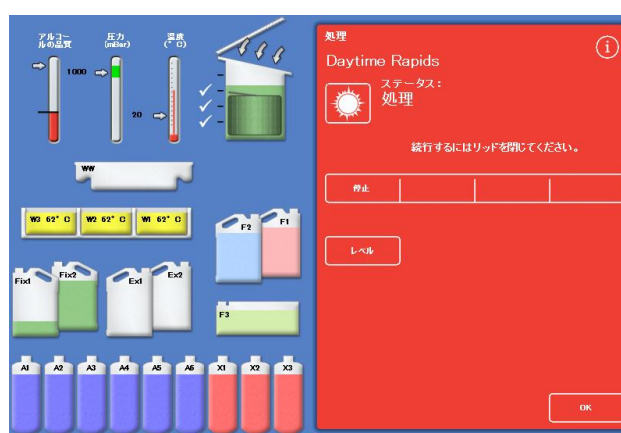 アルコー
ルの品質
圧力
(mBar)
温度
(° C)
1000
20
WW
W3 62° C
W2 62° C
W1 62° C
F2
F1
Fix1
Fix2
Ex1
Ex2
F3
A1
A2
A3
A4
A5
A6
X1
X2
X3
処理
i
Daytime Rapids
ステータス:
処理
続行するにはリッドを閉じてください。
停止
レベル
OK